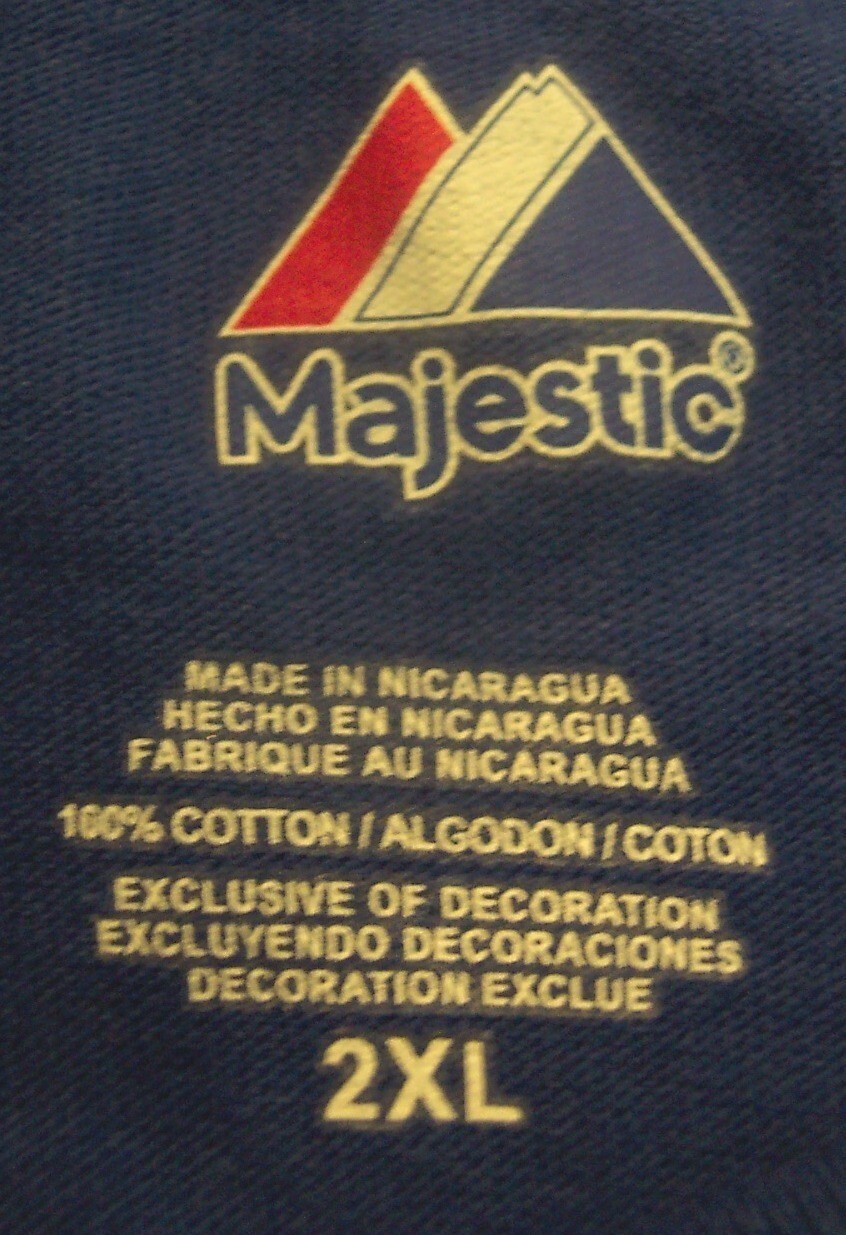 Majestic®
MADE IN NICARAGUA
HECHO EN NICARAGUA
FABRIQUE AU NICARAGUA
100% COTTON / ALGODON / COTON
EXCLUSIVE OF DECORATION
EXCLUYENDO DECORACIONES
DECORATION EXCLUE
2XL